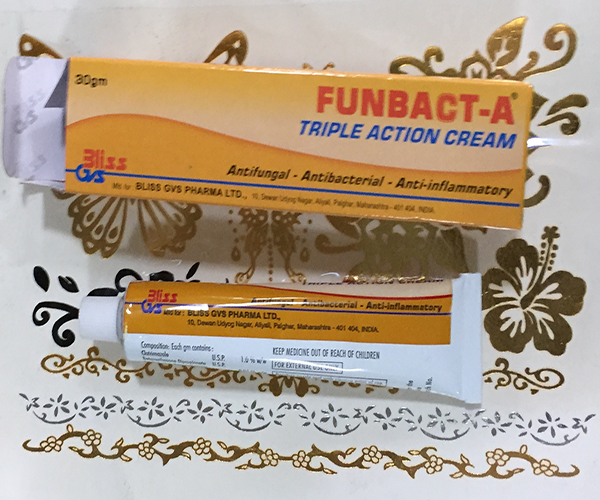 30gm
FUNBACT-A®
TRIPLE ACTION CREAM
Bliss
GVS
Antifungal - Antibacterial - Anti-inflammatory
Mfd for : BLISS GVS PHARMA LTD., 10, Dewan Udyog Nagar, Aliyali, Palghar, Maharashtra - 401 404, INDIA.
Bliss
GVS
Antifungal - Antibacterial - Anti-inflammatory
Mfd for : BLISS GVS PHARMA LTD.,
10, Dewan Udyog Nagar, Aliyali, Palghar, Maharashtra - 401 404, INDIA.
Composition: Each gm contains :
Clotrimazole U.S.P. 1.0 % w/w
U.S.P.
KEEP MEDICINE OUT OF REACH OF CHILDREN
FOR EXTERNAL USE ONLY